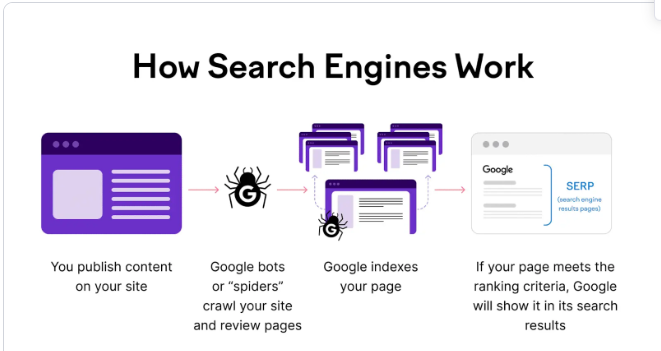 How Search Engines Work
G
G
Google
SERP
(search engine
results pages)
You publish content
on your site
Google bots
or “spiders”
crawl your site
and review pages
Google indexes
your page
If your page meets the
ranking criteria, Google
will show it in its search
results